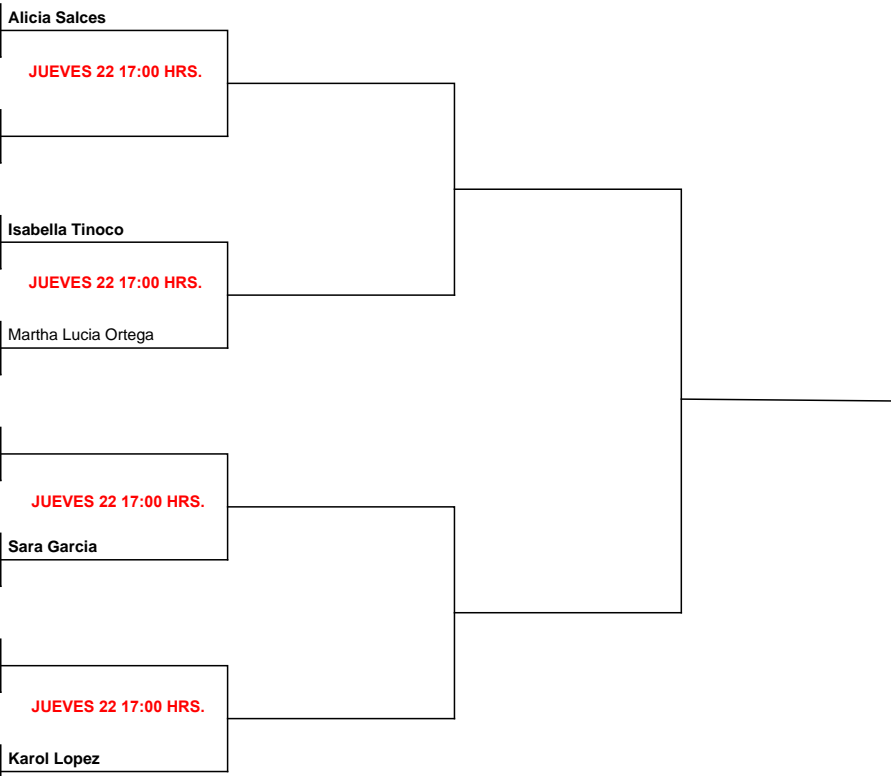 Alicia Salces
JUEVES 22 17:00 HRS.
Isabella Tinoco
JUEVES 22 17:00 HRS.
Martha Lucia Ortega
JUEVES 22 17:00 HRS.
Sara Garcia
JUEVES 22 17:00 HRS.
Karol Lopez